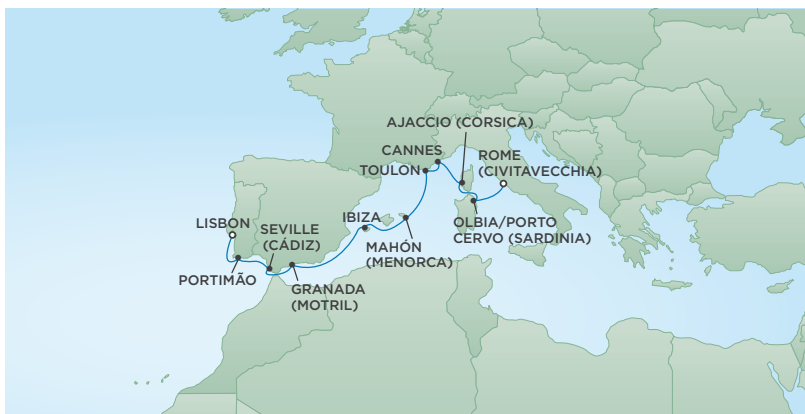 AJACCIO (CORSICA)
CANNES
TOULON
ROME
(CIVITAVECCHIA)
LISBON
SEVILLE
(CÁDIZ)
IBIZA
OLBIA/PORTO
CERVO (SARDINIA)
MAHÓN
(MENORCA)
PORTIMÃO
GRANADA
(MOTRIL)